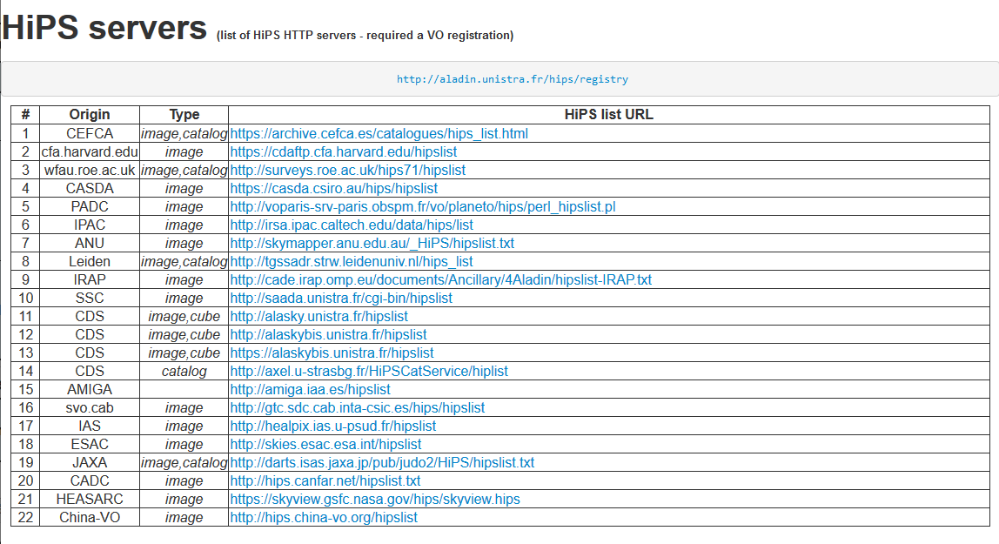 HiPS servers (list of HiPS HTTP servers - required a VO registration)
http://aladin.unistra.fr/hips/registry
# Origin Type HiPS list URL
1 CEFCA image,catalog https://archive.cefca.es/catalogues/hips_list.html
2 cfa.harvard.edu image https://cdaftp.cfa.harvard.edu/hipslist
3 wfau.roe.ac.uk image,catalog http://surveys.roe.ac.uk/hips71/hipslist
4 CASDA image https://casda.csiro.au/hips/hipslist
5 PADC image http://voparis-srv-paris.obspm.fr/vo/planeto/hips/perl_hipslist.pl
6 IPAC image http://irsa.ipac.caltech.edu/data/hips/list
7 ANU image http://skymapper.anu.edu.au/_HiPS/hipslist.txt
8 Leiden image,catalog http://tgssadr.strw.leidenuniv.nl/hips_list
9 IRAP image http://cade.irap.omp.eu/documents/Ancillary/4Aladin/hipslist-IRAP.txt
10 SSC image http://saada.unistra.fr/cgi-bin/hipslist
11 CDS image,cube http://alasky.unistra.fr/hipslist
12 CDS image,cube http://alaskybis.unistra.fr/hipslist
13 CDS image,cube https://alaskybis.unistra.fr/hipslist
14 CDS catalog http://axel.u-strasbg.fr/HiPSCatService/hiplist
15 AMIGA http://amiga.iaa.es/hipslist
16 svo.cab image http://gtc.sdc.cab.inta-csic.es/hips/hipslist
17 IAS image http://healpix.ias.u-psud.fr/hipslist
18 ESAC image http://skies.esac.esa.int/hipslist
19 JAXA image,catalog http://darts.isas.jaxa.jp/pub/judo2/HiPS/hipslist.txt
20 CADC image http://hips.canfar.net/hipslist.txt
21 HEASARC image https://skyview.gsfc.nasa.gov/hips/skyview.hips
22 China-VO image http://hips.china-vo.org/hipslist